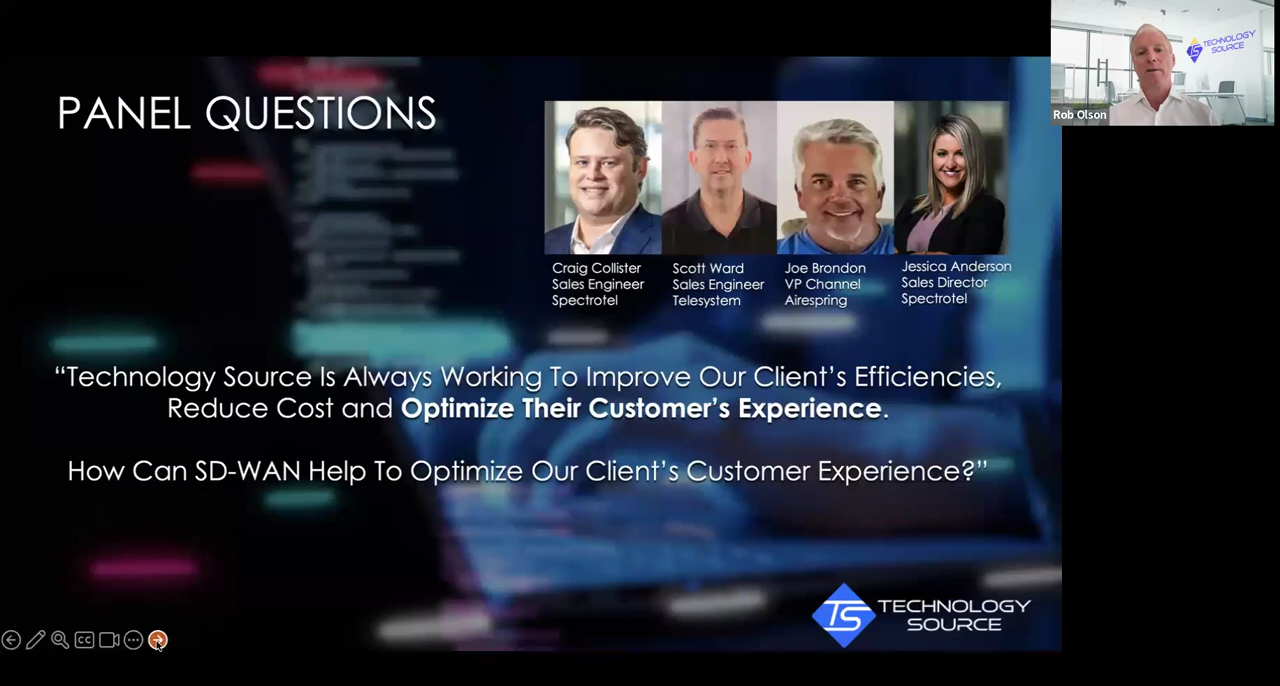 PANEL QUESTIONS
TECHNOLOGY
SOURCE
Rob Olson
Craig Collister
Sales Engineer
Spectrotel
Scott Ward
Sales Engineer
Telesystem
Joe Brondon
VP Channel
Airespring
Jessica Anderson
Sales Director
Spectrotel
“Technology Source Is Always Working To Improve Our Client’s Efficiencies,
Reduce Cost and Optimize Their Customer’s Experience.
How Can SD-WAN Help To Optimize Our Client’s Customer Experience?”
TS TECHNOLOGY
SOURCE
CC